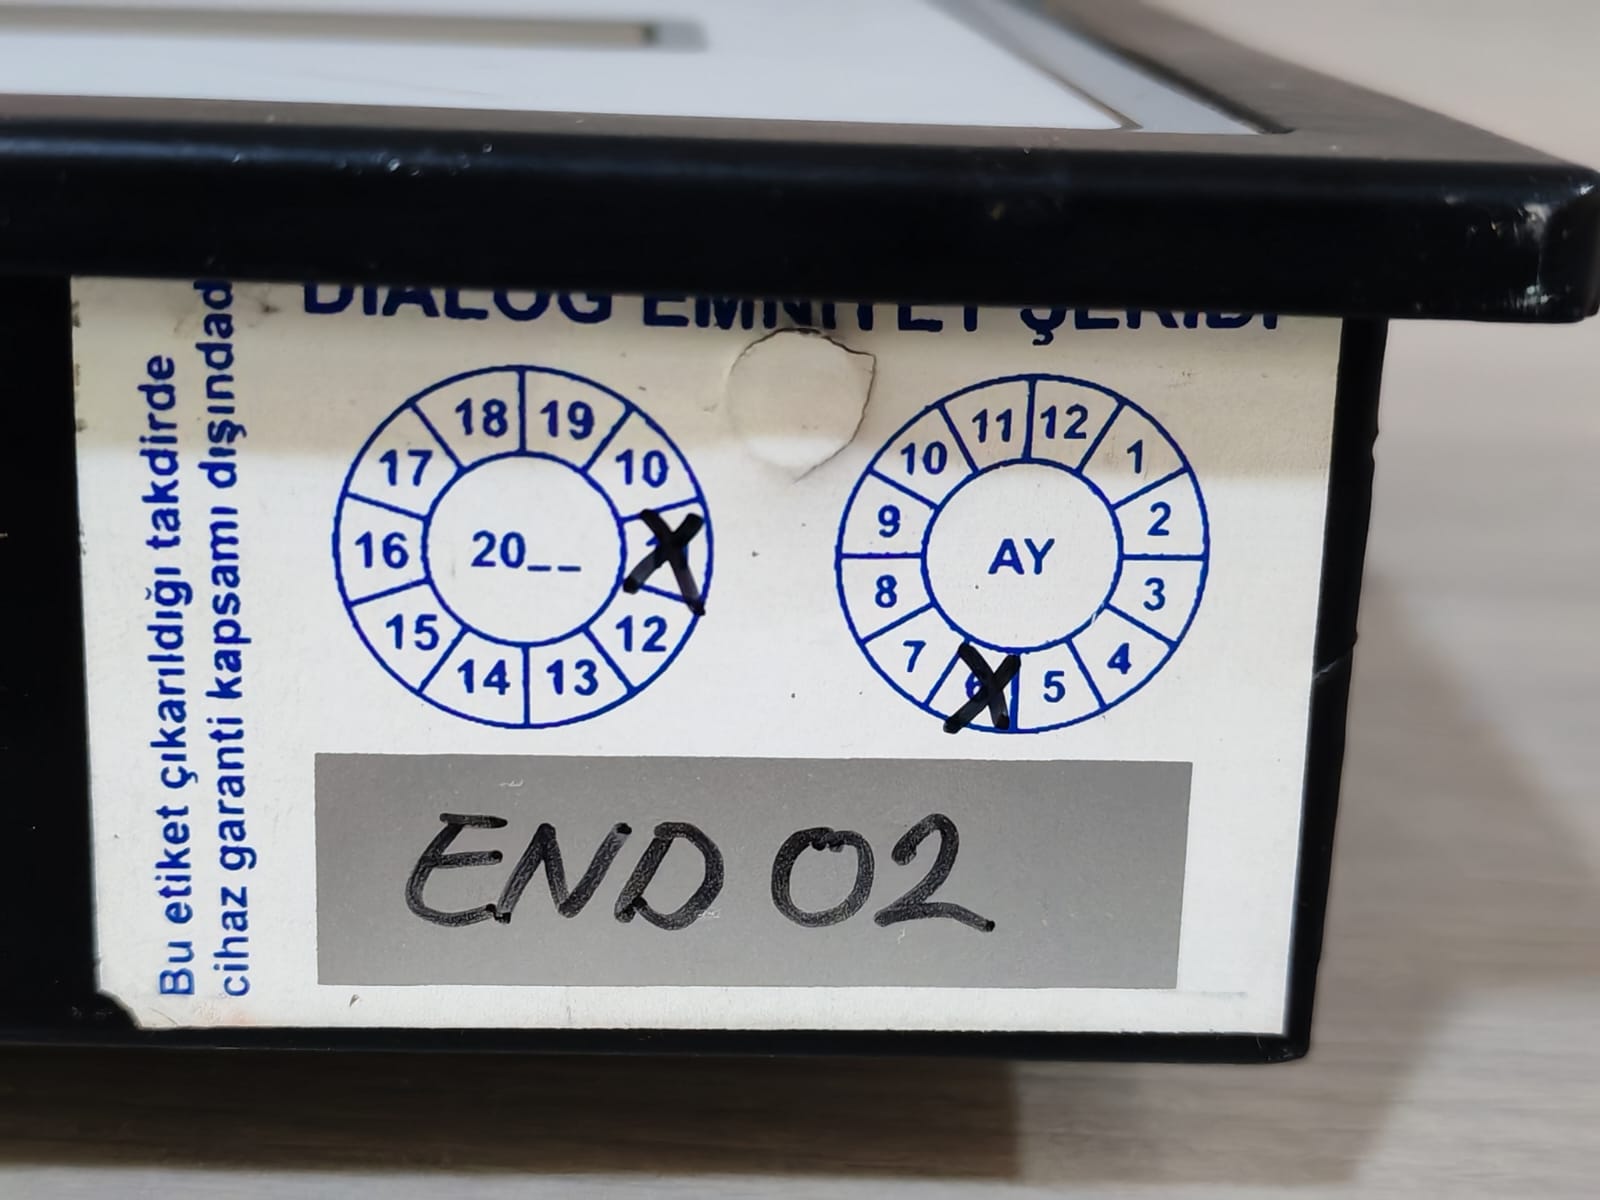 DIALOG EMNİYET ŞERİDİ
Bu etiket çıkarıldığı takdirde
cihaz garanti kapsamı dışındad
18 19 10 12 13 14 15 16 17
20__
11 12 1 2 3 4 5 6 7 8 9 10
AY
END 02